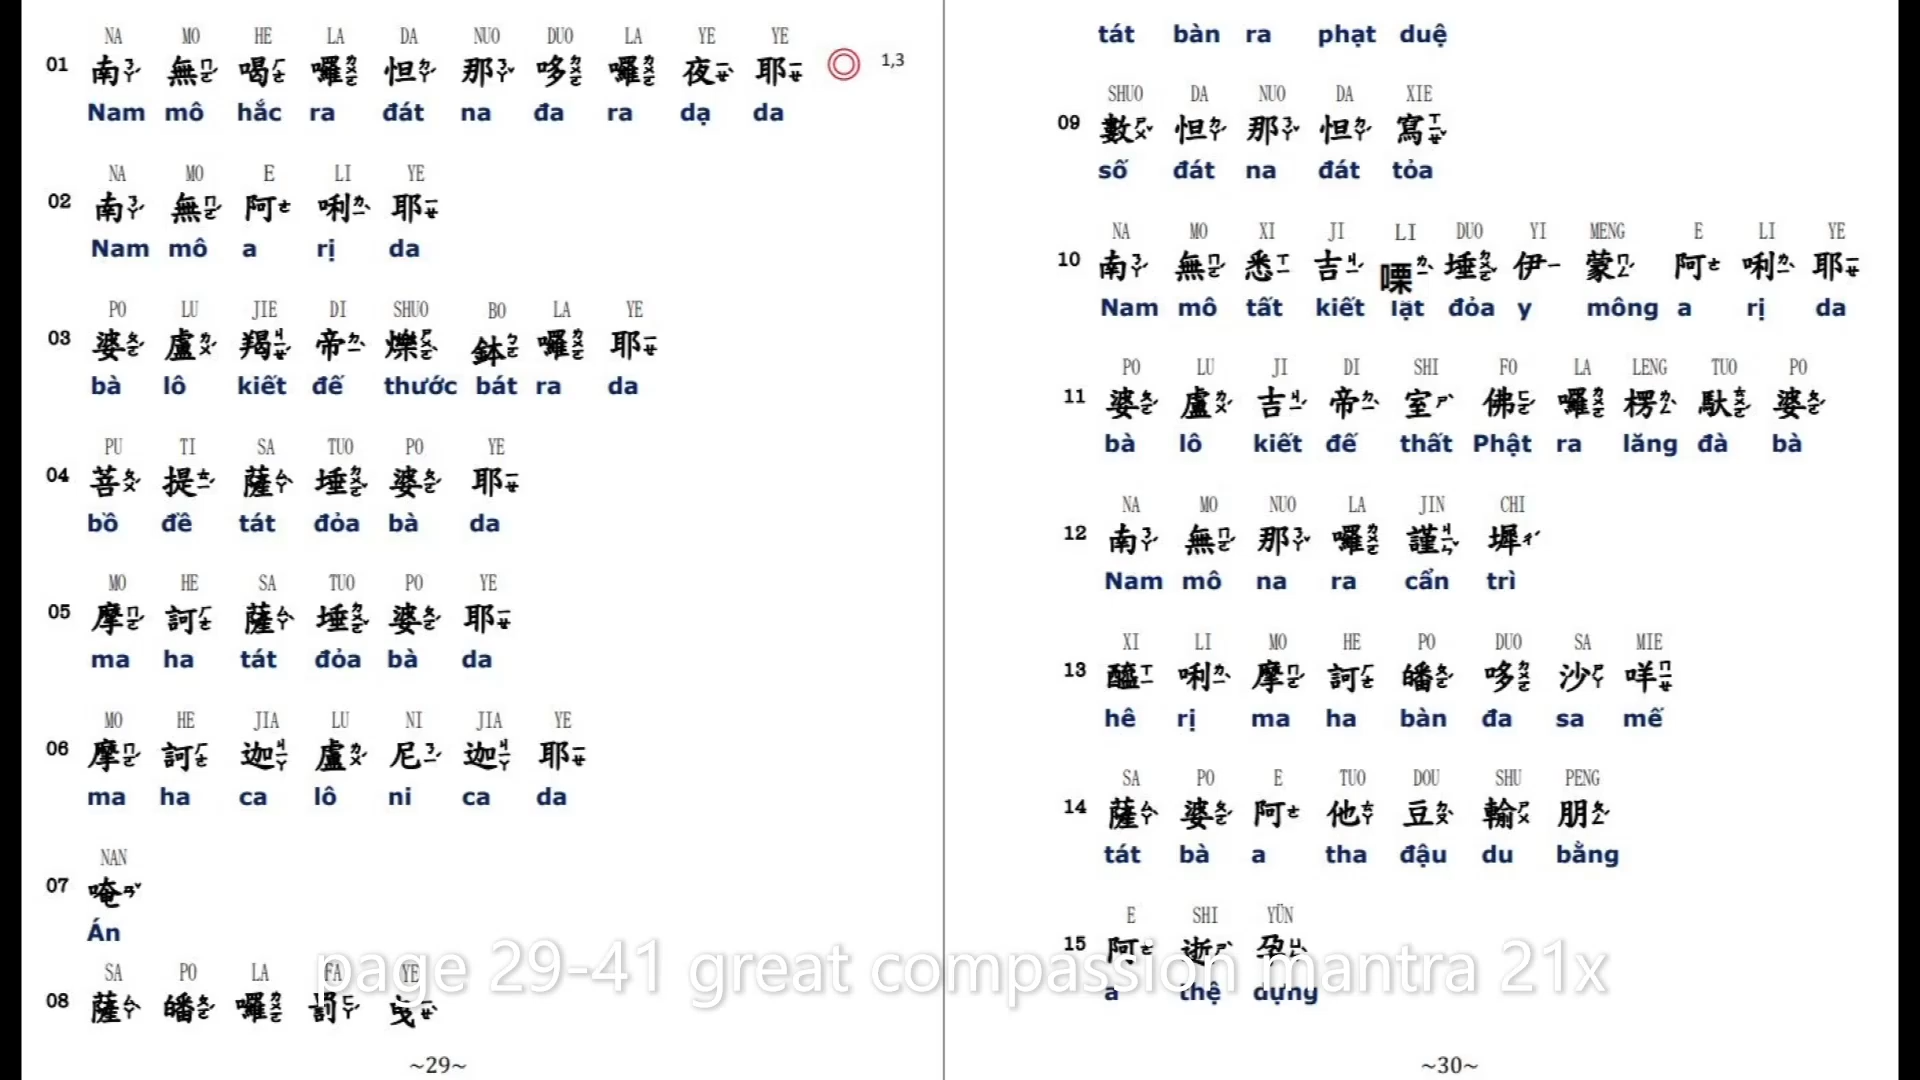 NA MO HE LA DA NUO DUO LA YE YE
01 南 無 喝 囉 怛 那 哆 囉 夜 耶 1,3
Nam mô hắc ra đát na đa ra dạ da
NA MO E LI YE
02 南 無 阿 唎 耶
Nam mô a rị da
PO LU JIE DI SHUO BO LA YE
03 婆 盧 羯 帝 爍 鉢 囉 耶
bà lô kiết đế thước bát ra da
PU TI SA TUO PO YE
04 菩 提 薩 埵 婆 耶
bồ đề tát đỏa bà da
MO HE SA TUO PO YE
05 摩 訶 薩 埵 婆 耶
ma ha tát đỏa bà da
MO HE JIA LU NI JIA YE
06 摩 訶 迦 盧 尼 迦 耶
ma ha ca lô ni ca da
NAN
07 唵
Án
SA PO LA FA YE
08 薩 皤 囉 罰 曳
~29~
tát bàn ra phạt duệ
SHUO DA NUO DA XIE
09 數 怛 那 怛 寫
số đát na đát tỏa
NA MO XI JI LI DUO YI MENG E LI YE
10 南 無 悉 吉 㗚 埵 伊 蒙 阿 唎 耶
Nam mô tất kiết lật đỏa y mông a rị da
PO LU JI DI SHI FO LA LENG TUO PO
11 婆 盧 吉 帝 室 佛 囉 楞 馱 婆
bà lô kiết đế thất Phật ra lăng đà bà
NA MO NUO LA JIN CHI
12 南 無 那 囉 謹 墀
Nam mô na ra cẩn trì
XI LI MO HE PO DUO SA MIE
13 醯 唎 摩 訶 皤 哆 沙 咩
hê rị ma ha bàn đa sa mế
SA PO E TUO DOU SHU PENG
14 薩 婆 阿 他 豆 輸 朋
tát bà a tha đậu du bằng
E SHI YÜN
15 阿 逝 孕
a thệ dựng
~30~
page 29-41 great compassion mantra 21x